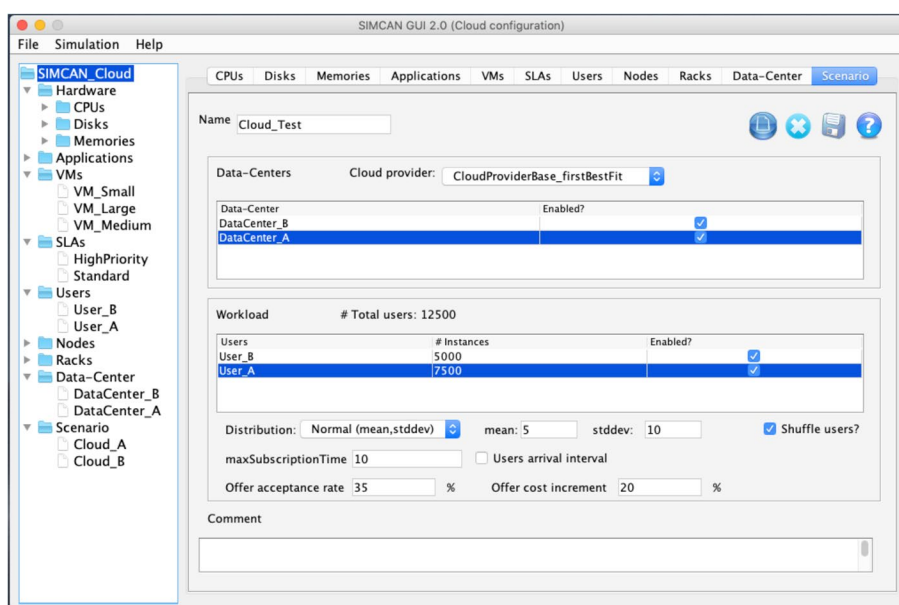 SIMCAN GUI 2.0 (Cloud configuration)
File Simulation Help
SIMCAN_Cloud
Hardware
CPUs
Disks
Memories
Applications
VMs
VM_Small
VM_Large
VM_Medium
SLAs
HighPriority
Standard
Users
User_B
User_A
Nodes
Racks
Data-Center
DataCenter_B
DataCenter_A
Scenario
Cloud_A
Cloud_B
CPUs Disks Memories Applications VMs SLAs Users Nodes Racks Data-Center Scenario
Name Cloud_Test
?
Data-Centers Cloud provider: CloudProviderBase_firstBestFit
Data-Center Enabled?
DataCenter_B
DataCenter_A
Workload # Total users: 12500
Users # Instances Enabled?
User_B 5000
User_A 7500
Distribution: Normal (mean,stddev) mean: 5 stddev: 10 Shuffle users?
maxSubscriptionTime 10 Users arrival interval
Offer acceptance rate 35 % Offer cost increment 20 %
Comment